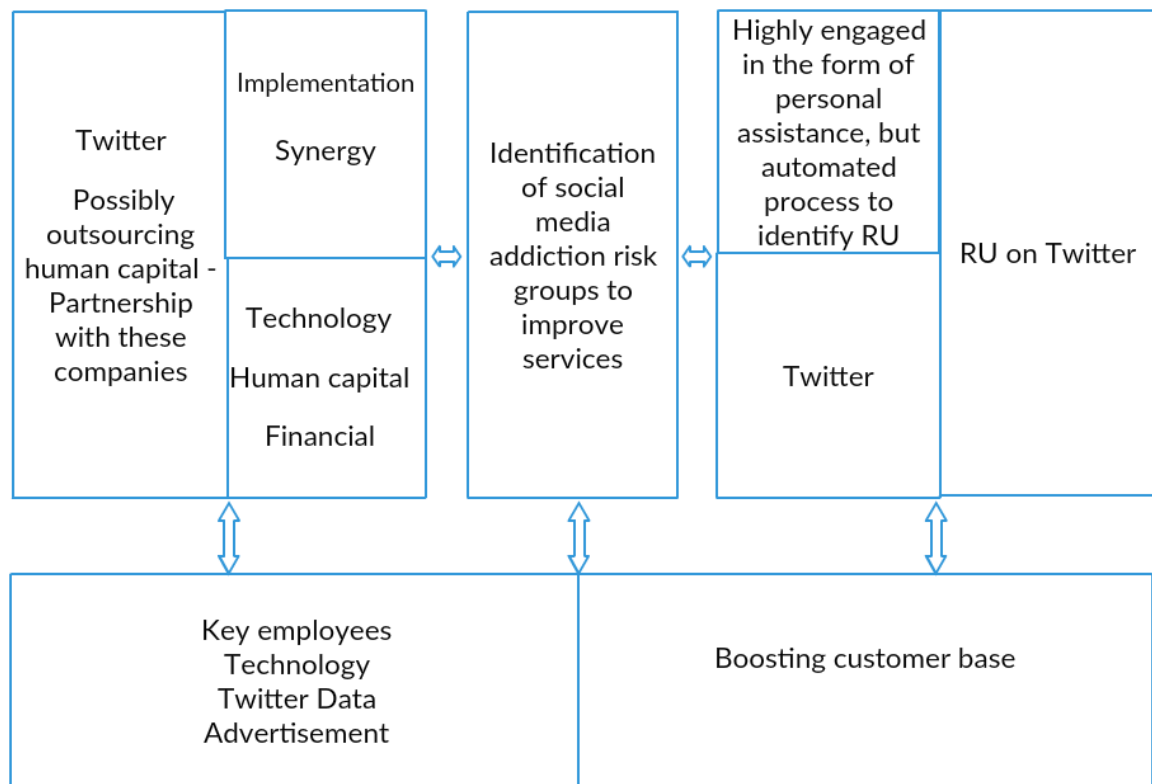 Twitter
Possibly
outsourcing
human capital -
Partnership
with these
companies
Implementation
Synergy
Technology
Human capital
Financial
Identification
of social
media
addiction risk
groups to
improve
services
Highly engaged
in the form of
personal
assistance, but
automated
process to
identify RU
Twitter
RU on Twitter
Key employees
Technology
Twitter Data
Advertisement
Boosting customer base